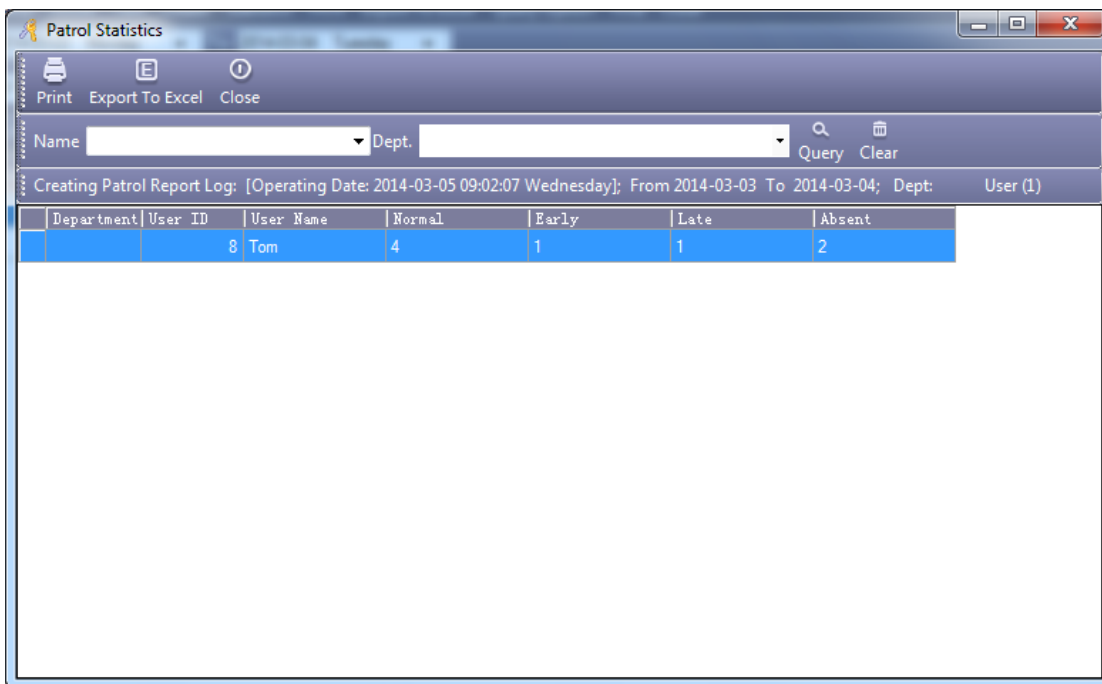 Patrol Statistics
Print Export To Excel Close
Name Dept. Query Clear
Creating Patrol Report Log: [Operating Date: 2014-03-05 09:02:07 Wednesday]; From 2014-03-03 To 2014-03-04; Dept: User (1)
Department User ID User Name Normal Early Late Absent
8 Tom 4 1 1 2